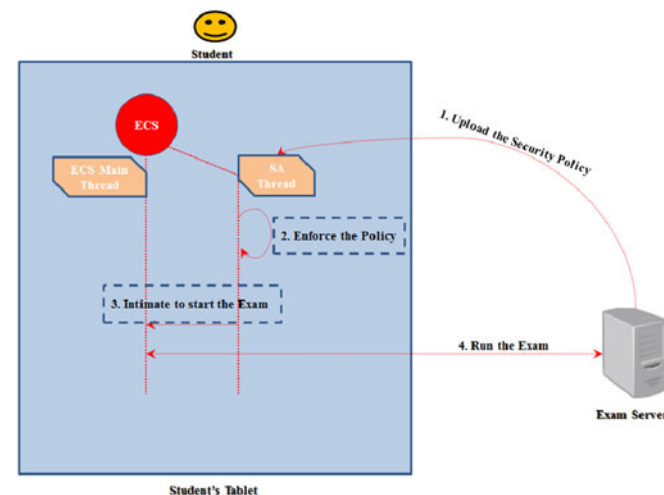 Student
ECS
ECS Main
Thread
SA
Thread
1. Upload the Security Policy
2. Enforce the Policy
3. Intimate to start the Exam
4. Run the Exam
Exam Server
Student's Tablet